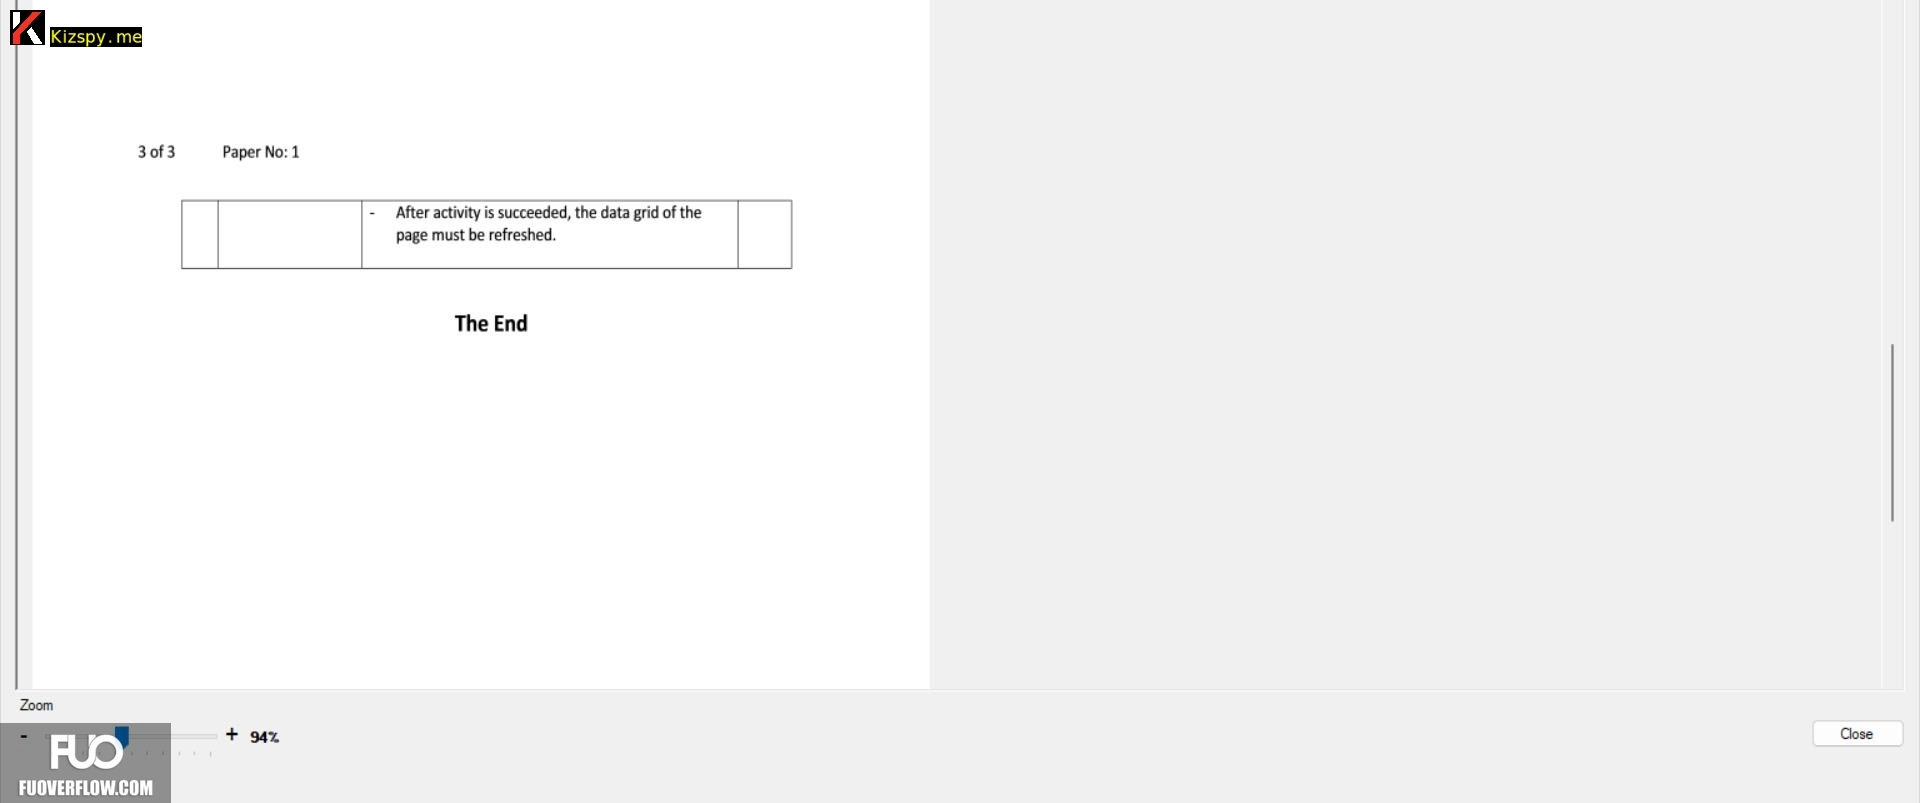 Kizspy.me
3 of 3 Paper No: 1
- After activity is succeeded, the data grid of the
page must be refreshed.
The End
Zoom
- + 94%
Close
FUO
FUOVERFLOW.COM